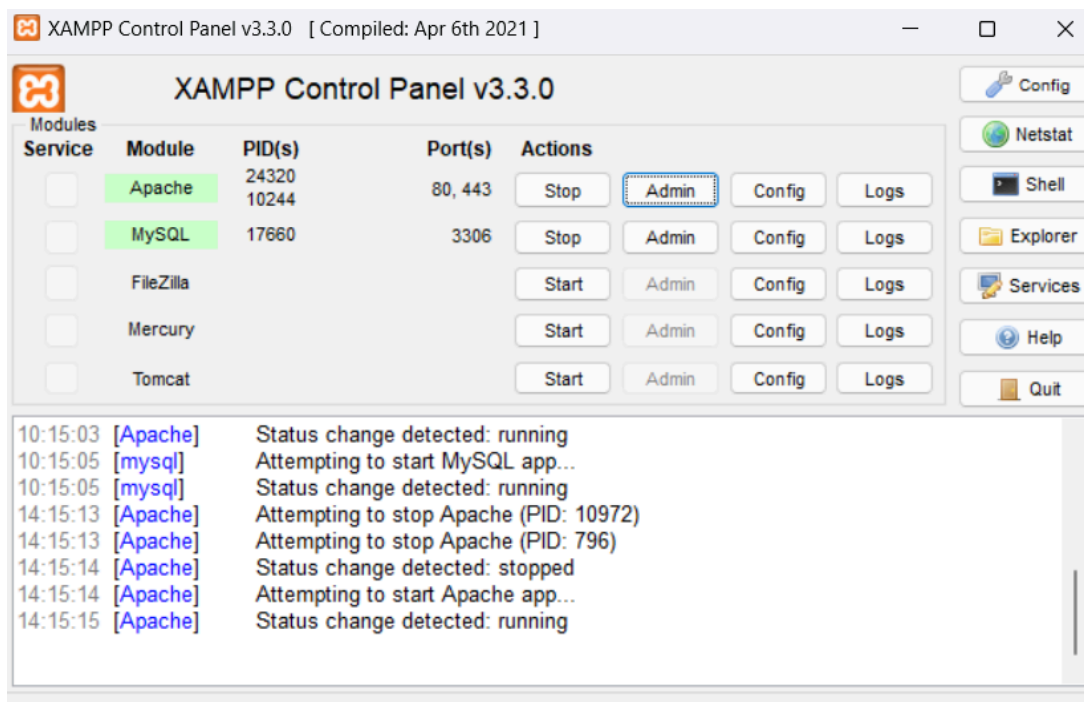 XAMPP Control Panel v3.3.0 [ Compiled: Apr 6th 2021 ]
XAMPP Control Panel v3.3.0
Config
Modules
Service Module PID(s) Port(s) Actions
Netstat
Apache 24320 10244 80, 443 Stop Admin Config Logs
Shell
MySQL 17660 3306 Stop Admin Config Logs
Explorer
FileZilla Start Admin Config Logs
Services
Mercury Start Admin Config Logs
Help
Tomcat Start Admin Config Logs
Quit
10:15:03 [Apache] Status change detected: running
10:15:05 [mysql] Attempting to start MySQL app...
10:15:05 [mysql] Status change detected: running
14:15:13 [Apache] Attempting to stop Apache (PID: 10972)
14:15:13 [Apache] Attempting to stop Apache (PID: 796)
14:15:14 [Apache] Status change detected: stopped
14:15:14 [Apache] Attempting to start Apache app...
14:15:15 [Apache] Status change detected: running